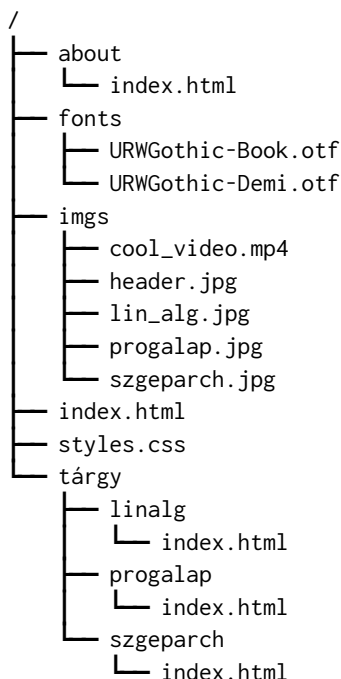 /
├── about
│   └── index.html
├── fonts
│   ├── URWGothic-Book.otf
│   └── URWGothic-Demi.otf
├── imgs
│   ├── cool_video.mp4
│   ├── header.jpg
│   ├── lin_alg.jpg
│   ├── progalap.jpg
│   └── szgeparch.jpg
├── index.html
├── styles.css
└── tárgy
    ├── linalg
    │   └── index.html
    ├── progalap
    │   └── index.html
    └── szgeparch
        └── index.html